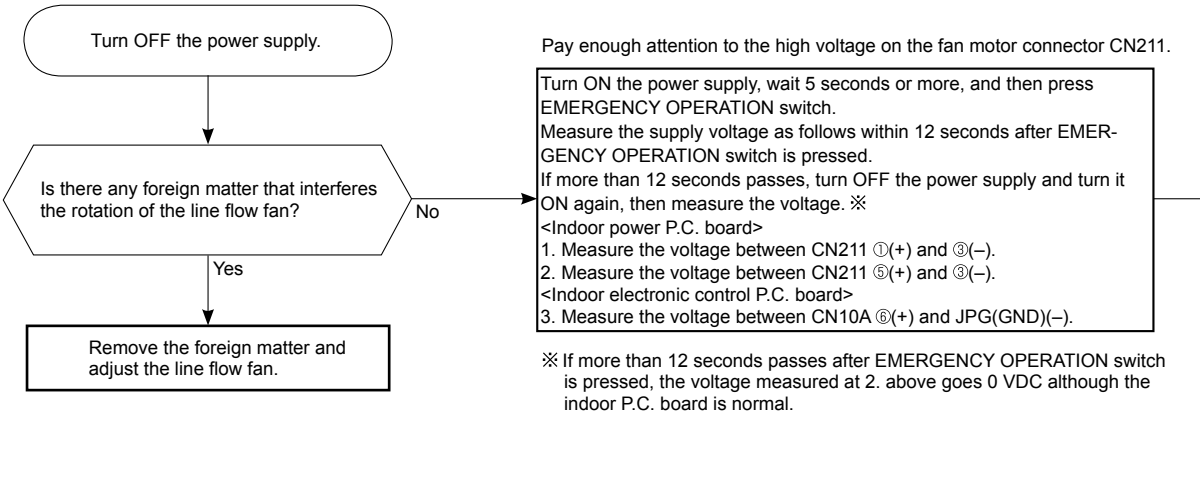 Turn OFF the power supply.
Is there any foreign matter that interferes
the rotation of the line flow fan?
No
Yes
Remove the foreign matter and
adjust the line flow fan.
Pay enough attention to the high voltage on the fan motor connector CN211.
Turn ON the power supply, wait 5 seconds or more, and then press
EMERGENCY OPERATION switch.
Measure the supply voltage as follows within 12 seconds after EMER-
GENCY OPERATION switch is pressed.
If more than 12 seconds passes, turn OFF the power supply and turn it
ON again, then measure the voltage. ※
<Indoor power P.C. board>
1. Measure the voltage between CN211 ①(+) and ③(–).
2. Measure the voltage between CN211 ⑤(+) and ③(–).
<Indoor electronic control P.C. board>
3. Measure the voltage between CN10A ⑥(+) and JPG(GND)(–).
※ If more than 12 seconds passes after EMERGENCY OPERATION switch
is pressed, the voltage measured at 2. above goes 0 VDC although the
indoor P.C. board is normal.